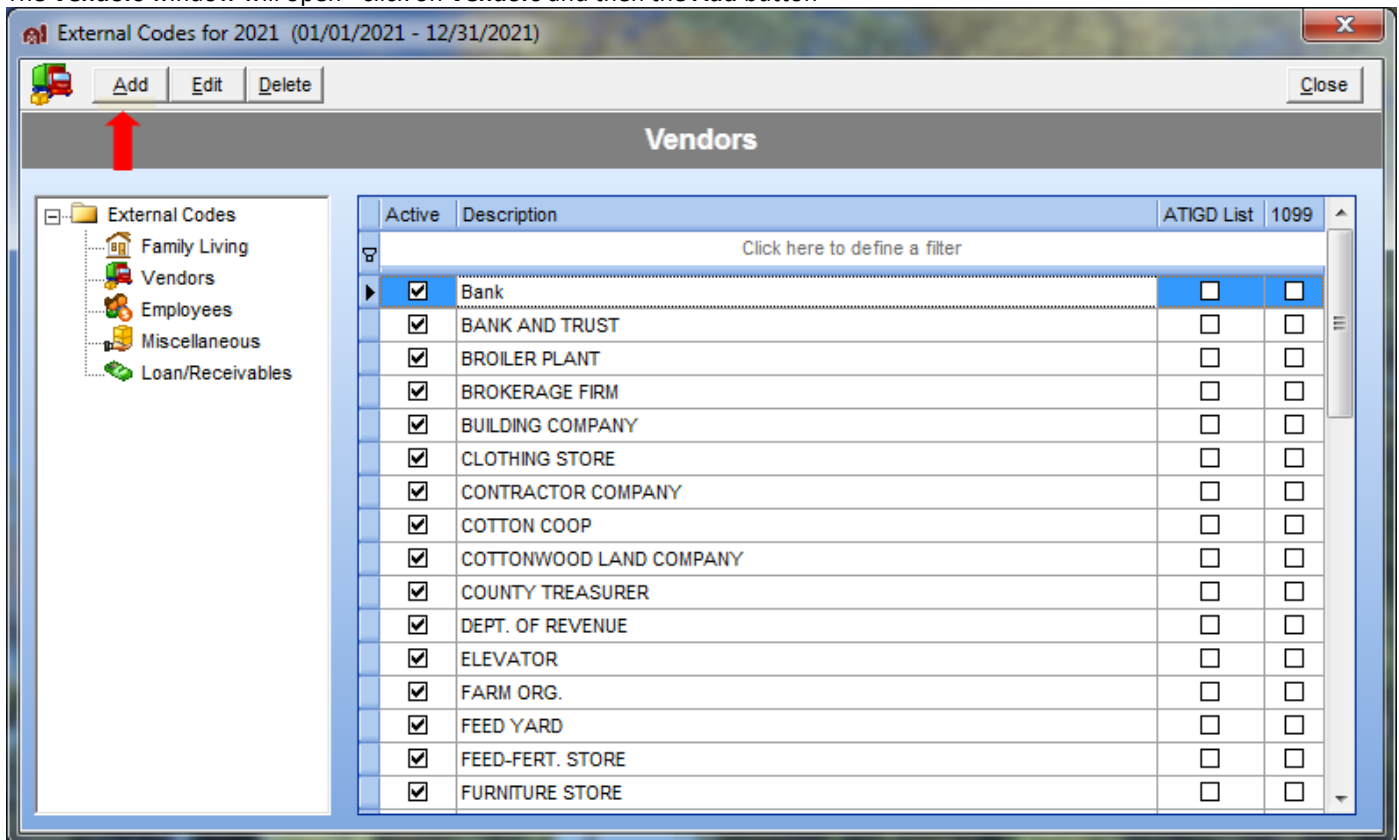 External Codes for 2021 (01/01/2021 - 12/31/2021)
Add Edit Delete Close
Vendors
External Codes
Family Living
Vendors
Employees
Miscellaneous
Loan/Receivables
Active Description ATIGD List 1099
Click here to define a filter
Bank
BANK AND TRUST
BROILER PLANT
BROKERAGE FIRM
BUILDING COMPANY
CLOTHING STORE
CONTRACTOR COMPANY
COTTON COOP
COTTONWOOD LAND COMPANY
COUNTY TREASURER
DEPT. OF REVENUE
ELEVATOR
FARM ORG.
FEED YARD
FEED-FERT. STORE
FURNITURE STORE